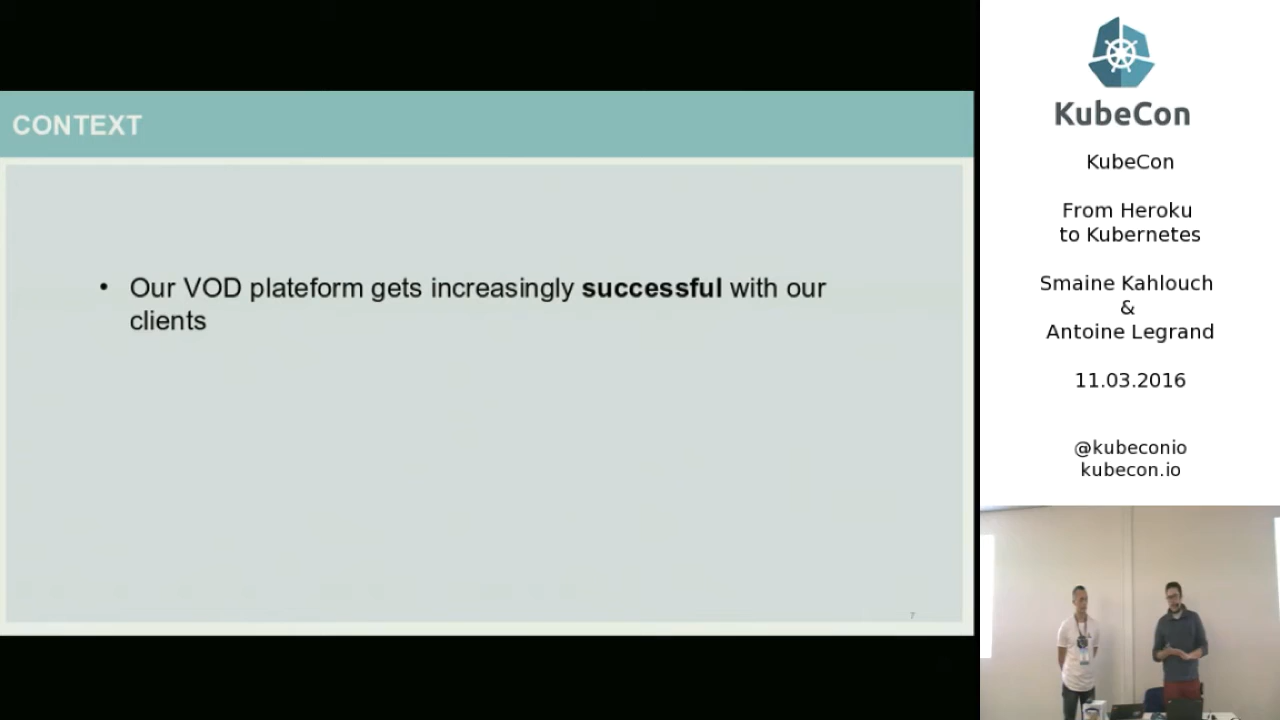 CONTEXT
• Our VOD plateform gets increasingly successful with our
clients
7
KubeCon
KubeCon
From Heroku
to Kubernetes
Smaine Kahlouch
&
Antoine Legrand
11.03.2016
@kubeconio
kubecon.io